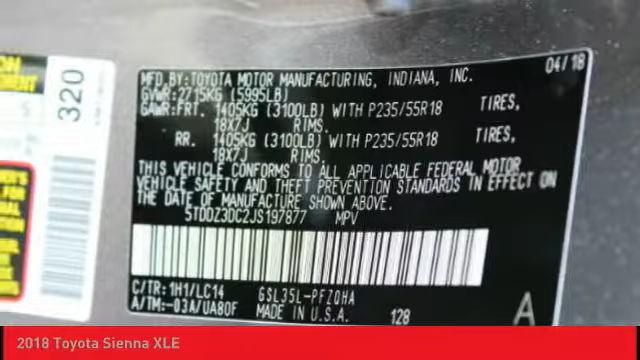 320
MFD.BY:TOYOTA MOTOR MANUFACTURING, INDIANA, INC. 04/18
GVWR:2715KG (5995LB)
GAWR:FRT. 1405KG (3100LB) WITH P235/55R18 TIRES,
18X7J RIMS.
RR. 1405KG (3100LB) WITH P235/55R18 TIRES,
18X7J RIMS.
THIS VEHICLE CONFORMS TO ALL APPLICABLE FEDERAL MOTOR
VEHICLE SAFETY AND THEFT PREVENTION STANDARDS IN EFFECT ON
THE DATE OF MANUFACTURE SHOWN ABOVE.
5TDDZ3DC2JS197877 MPV
C/TR:1H1/LC14 GSL35L-PFZQHA
A/TM:-03A/UA80F MADE IN U.S.A. 128 A
2018 Toyota Sienna XLE